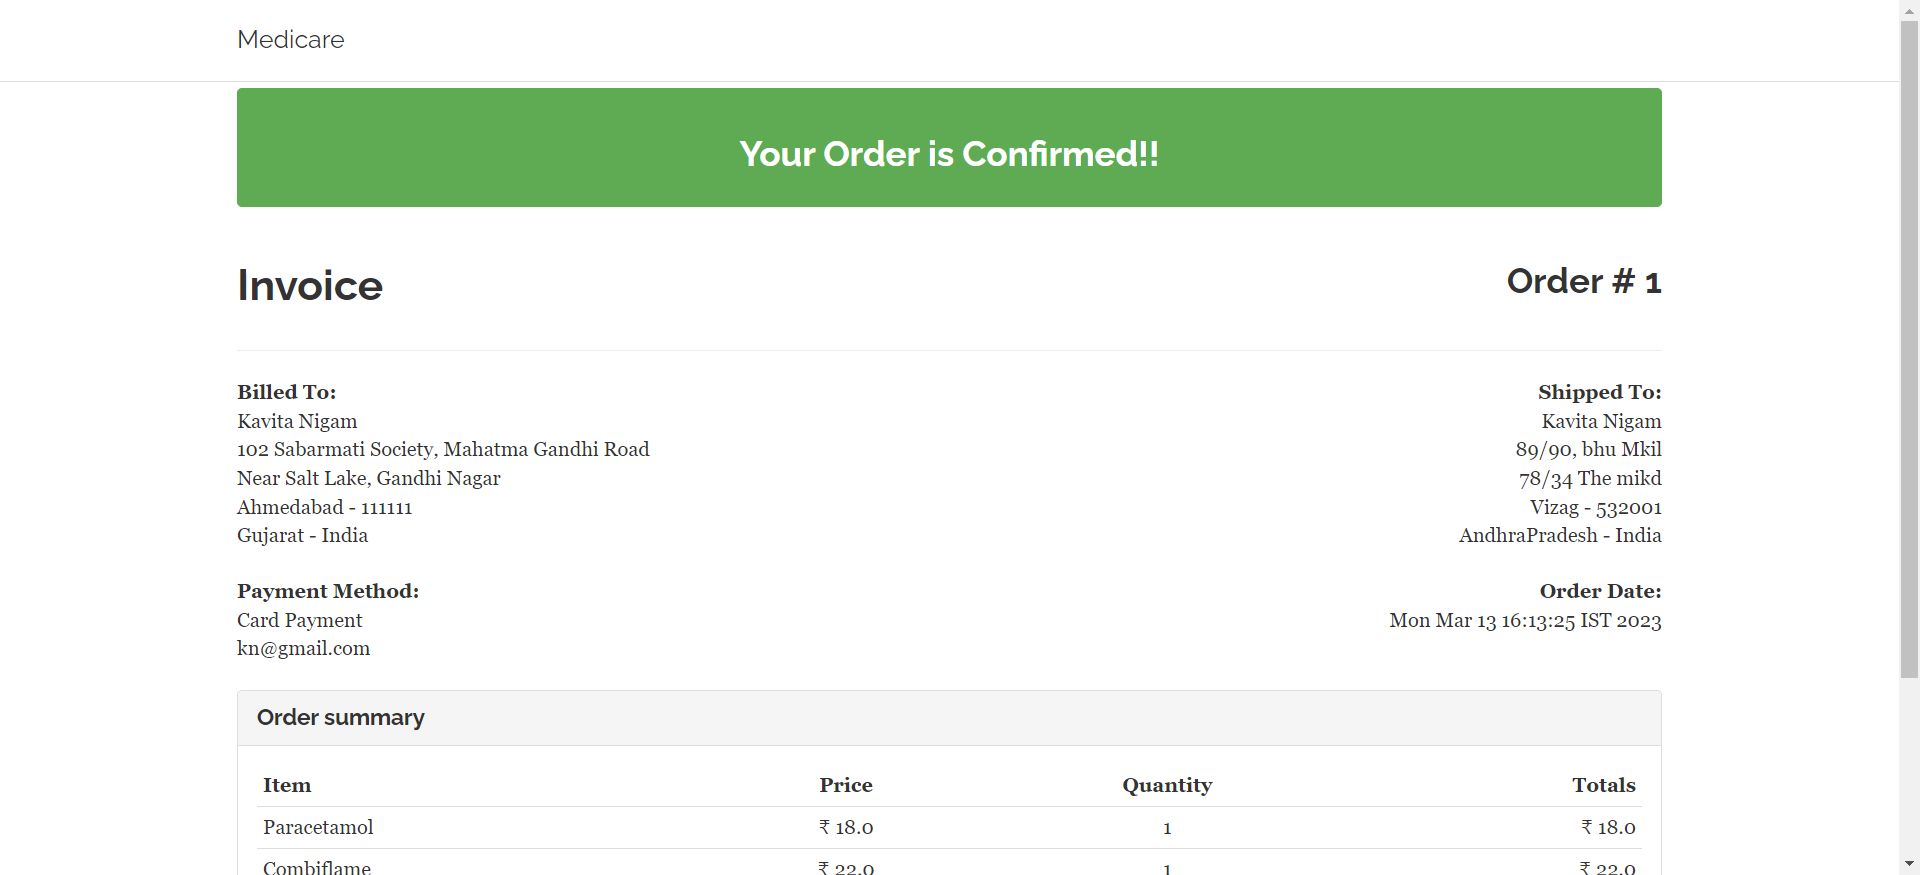 Medicare
Your Order is Confirmed!!
Invoice
Order # 1
Billed To:
Kavita Nigam
102 Sabarmati Society, Mahatma Gandhi Road
Near Salt Lake, Gandhi Nagar
Ahmedabad - 111111
Gujarat - India
Shipped To:
Kavita Nigam
89/90, bhu Mkil
78/34 The mikd
Vizag - 532001
AndhraPradesh - India
Payment Method:
Card Payment
kn@gmail.com
Order Date:
Mon Mar 13 16:13:25 IST 2023
Order summary
Item Price Quantity Totals
Paracetamol ₹ 18.0 1 ₹ 18.0
Combiflame ₹ 22.0 1 ₹ 22.0